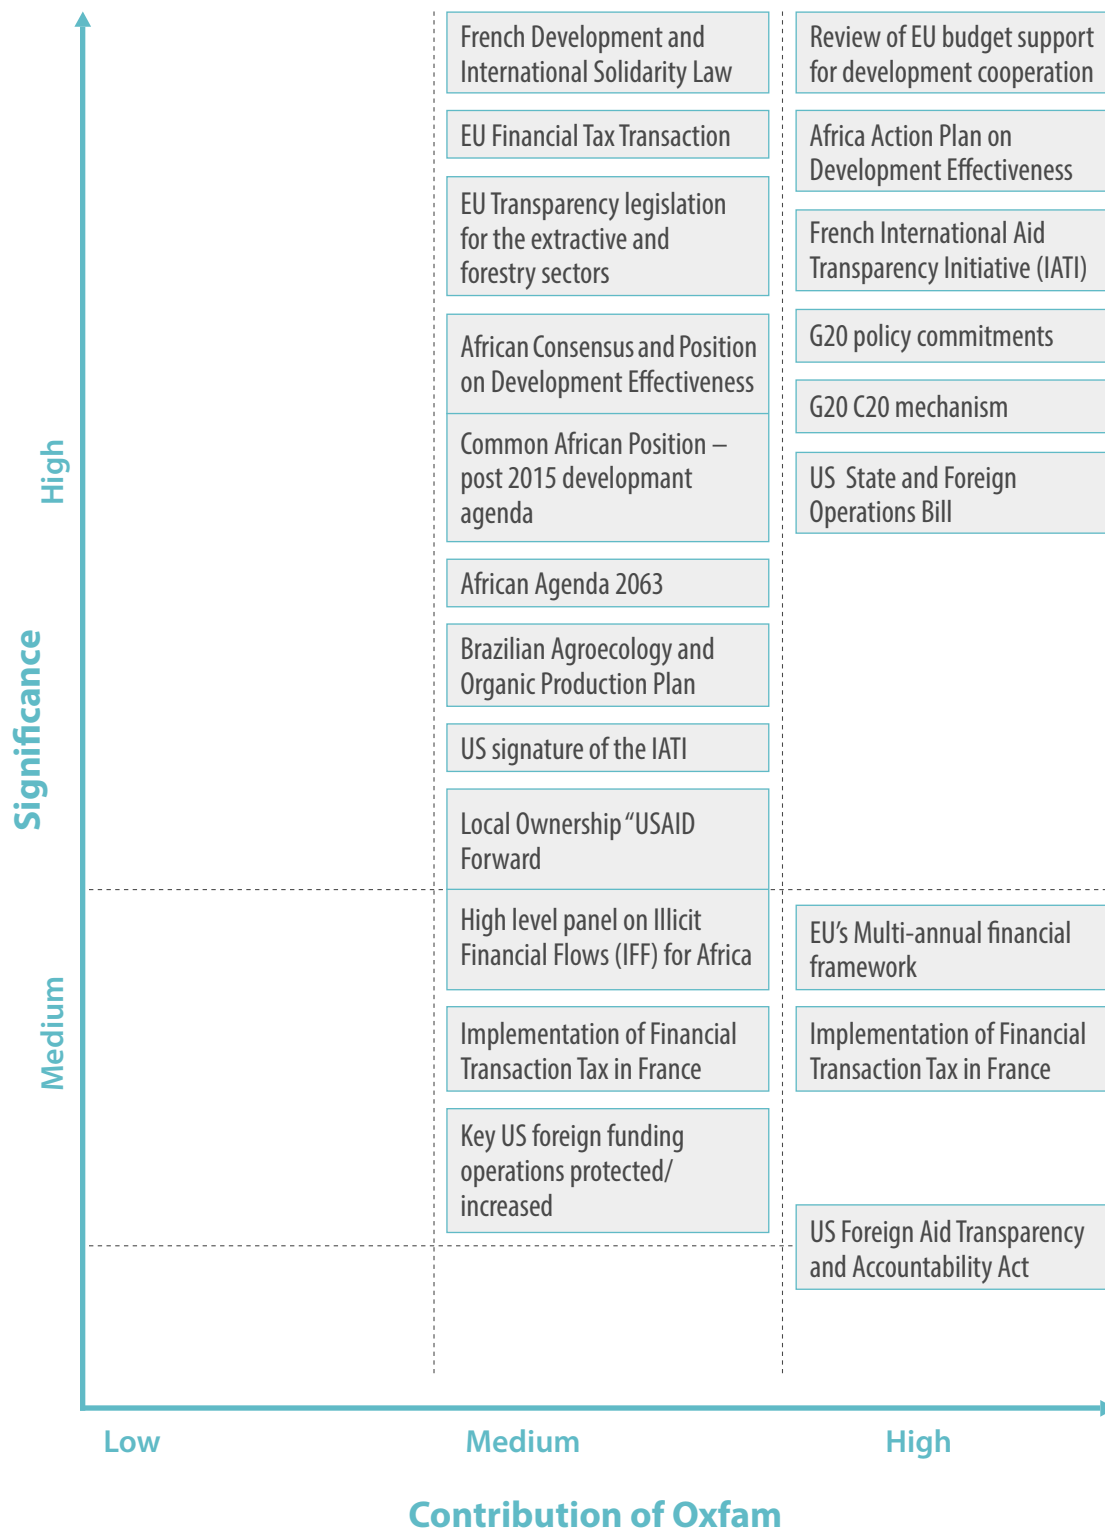 French Development and
International Solidarity Law
EU Financial Tax Transaction
EU Transparency legislation
for the extractive and
forestry sectors
African Consensus and Position
on Development Effectiveness
Common African Position –
post 2015 developmant
agenda
African Agenda 2063
Brazilian Agroecology and
Organic Production Plan
US signature of the IATI
Local Ownership “USAID
Forward
High level panel on Illicit
Financial Flows (IFF) for Africa
Implementation of Financial
Transaction Tax in France
Key US foreign funding
operations protected/
increased
Review of EU budget support
for development cooperation
Africa Action Plan on
Development Effectiveness
French International Aid
Transparency Initiative (IATI)
G20 policy commitments
G20 C20 mechanism
US State and Foreign
Operations Bill
EU’s Multi-annual financial
framework
Implementation of Financial
Transaction Tax in France
US Foreign Aid Transparency
and Accountability Act
High
Significance
Medium
Low
Medium
High
Contribution of Oxfam